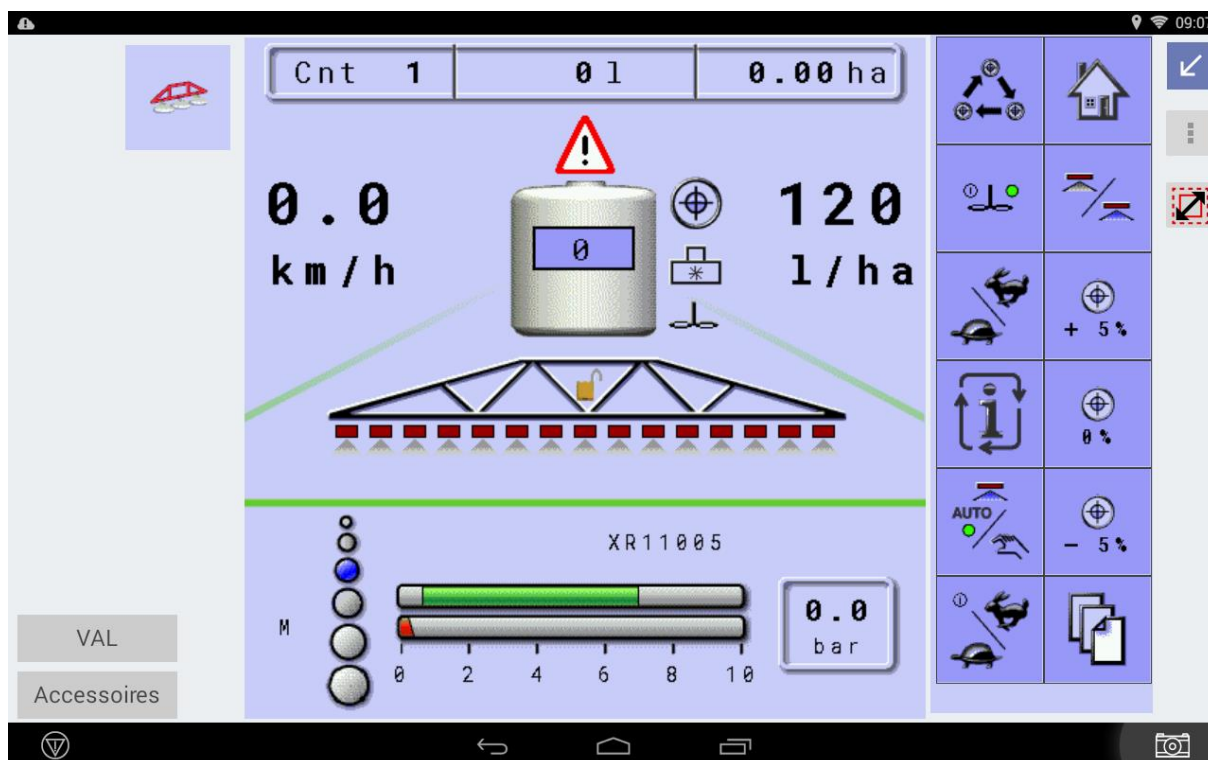 09:07
Cnt 1 0 l 0.00 ha
0.0
km/h
0
120
l/ha
+ 5%
0%
AUTO
- 5%
XR11005
M
0 2 4 6 8 10
0.0
bar
VAL
Accessoires